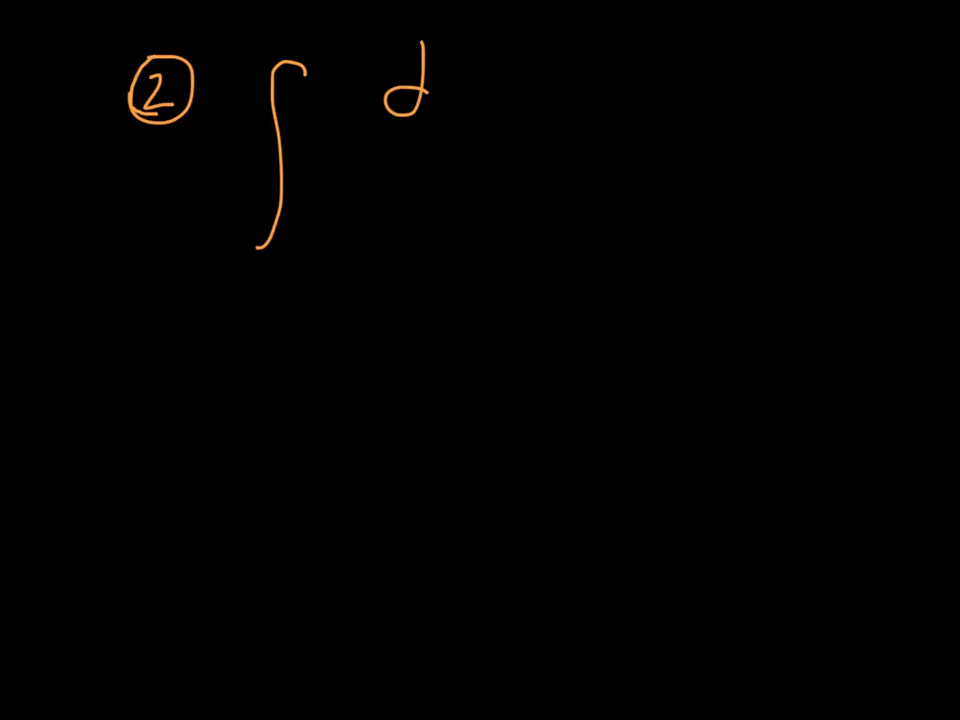 ② ∫ d